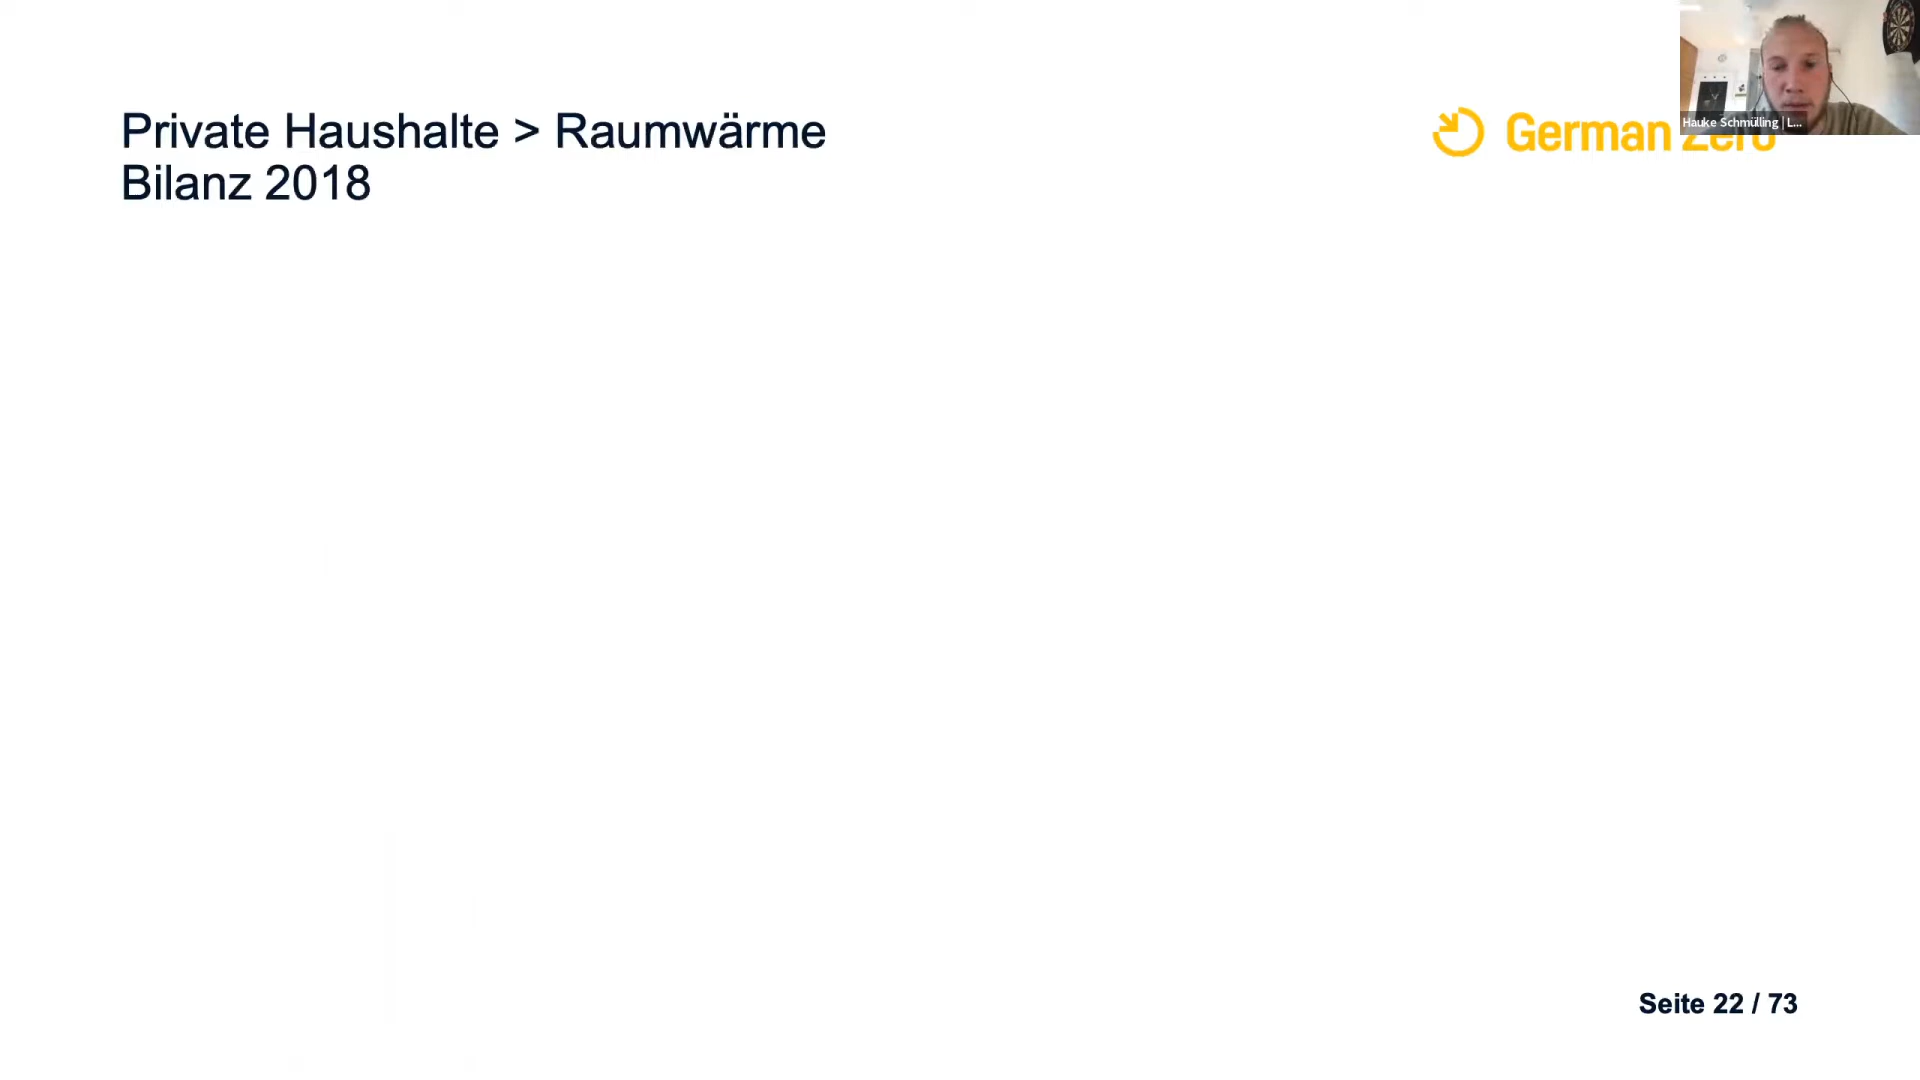 Private Haushalte > Raumwärme
Bilanz 2018
German Zero
Hauke Schmülling | L...
Seite 22 / 73